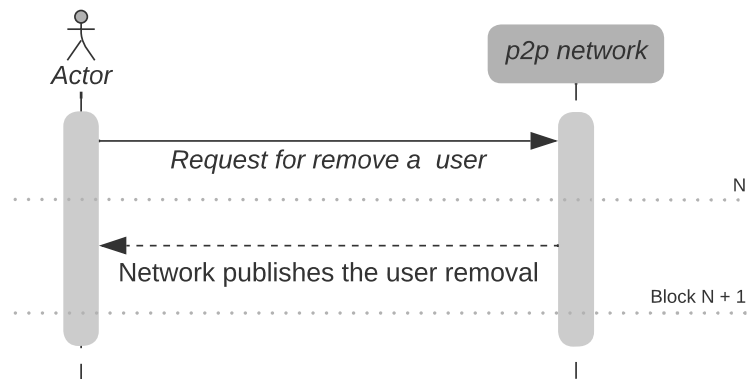 p2p network
Actor
Request for remove a  user
N
Network publishes the user removal
Block N + 1